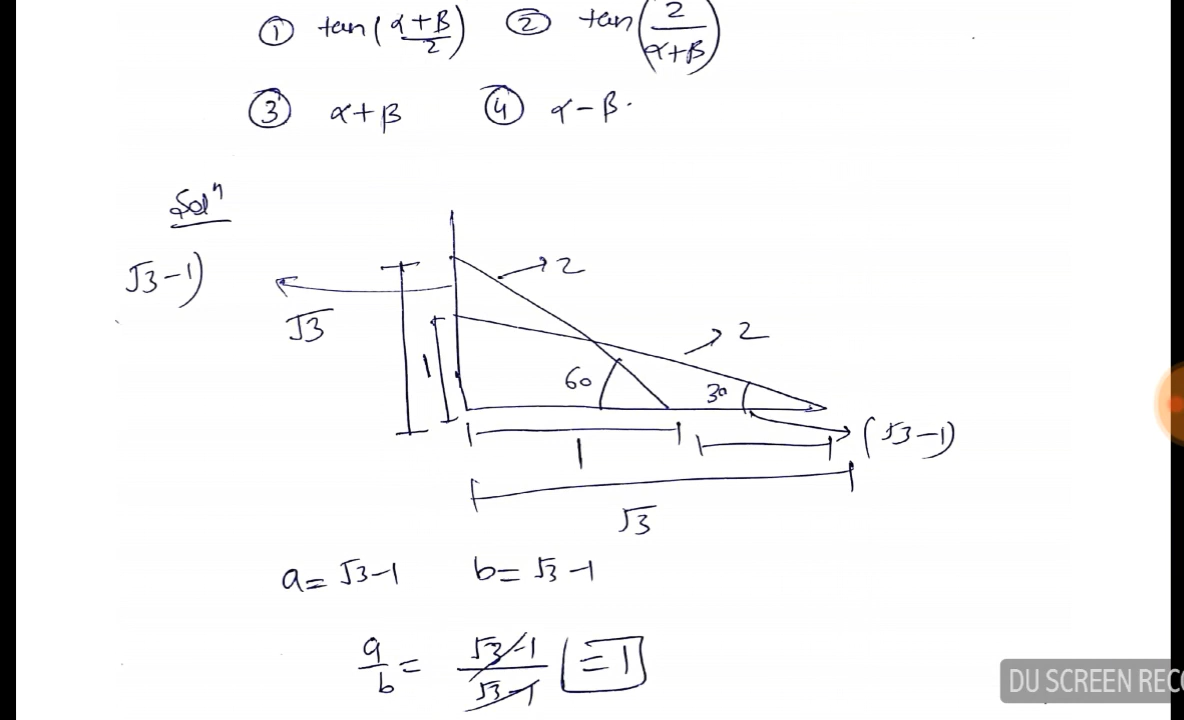 ① tan(α+β/2) ② tan(2/α+β)
③ α+β ④ α-β.
Solⁿ
√3-1)
√3
2
2
1
60
30
(√3-1)
1
√3
a= √3-1 b= √3-1
a/b = √3-1/√3-1 =1
DU SCREEN REC